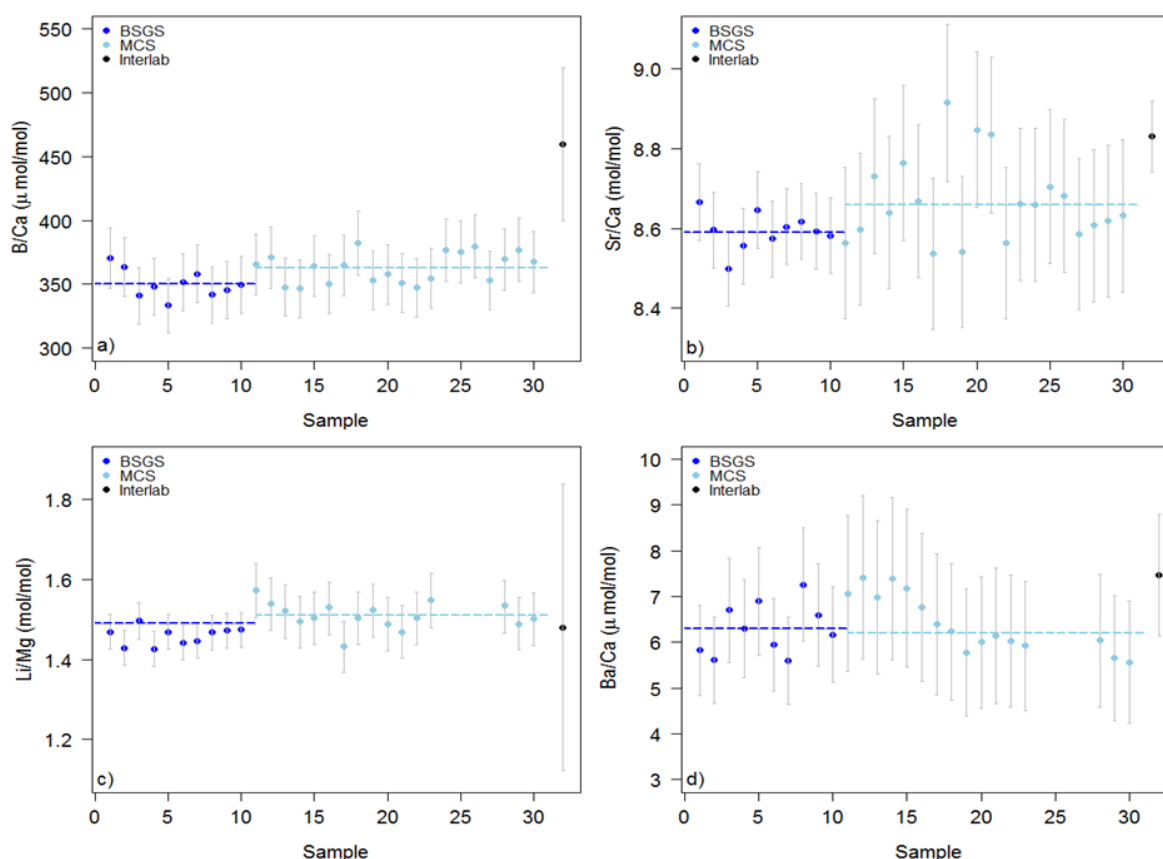 BSGS
MCS
Interlab
550
500
450
400
350
300
B/Ca (μ mol/mol)
a)
0 5 10 15 20 25 30
Sample
BSGS
MCS
Interlab
9.0
8.8
8.6
8.4
Sr/Ca (mol/mol)
b)
0 5 10 15 20 25 30
Sample
BSGS
MCS
Interlab
1.8
1.6
1.4
1.2
Li/Mg (mol/mol)
c)
0 5 10 15 20 25 30
Sample
BSGS
MCS
Interlab
10
9
8
7
6
5
4
3
Ba/Ca (μ mol/mol)
d)
0 5 10 15 20 25 30
Sample